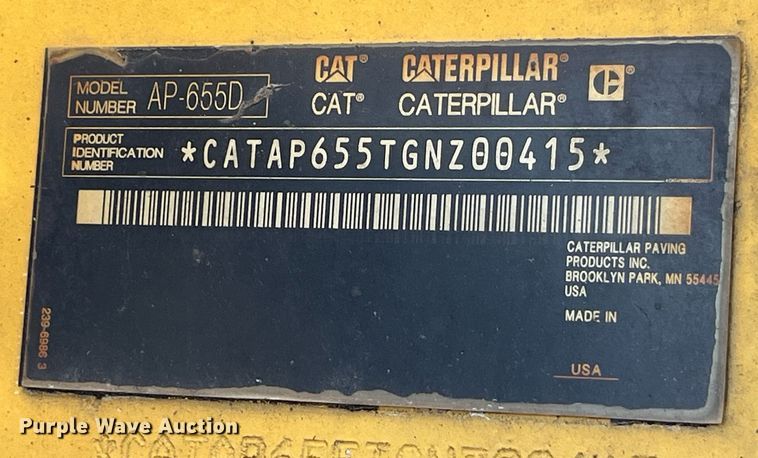 MODEL NUMBER AP-655D
CAT® CATERPILLAR®
CAT® CATERPILLAR®
PRODUCT IDENTIFICATION NUMBER
*CATAP655TGNZ00415*
CATERPILLAR PAVING
PRODUCTS INC.
BROOKLYN PARK, MN 55445
USA
MADE IN
USA
239-6986 3
Purple Wave Auction